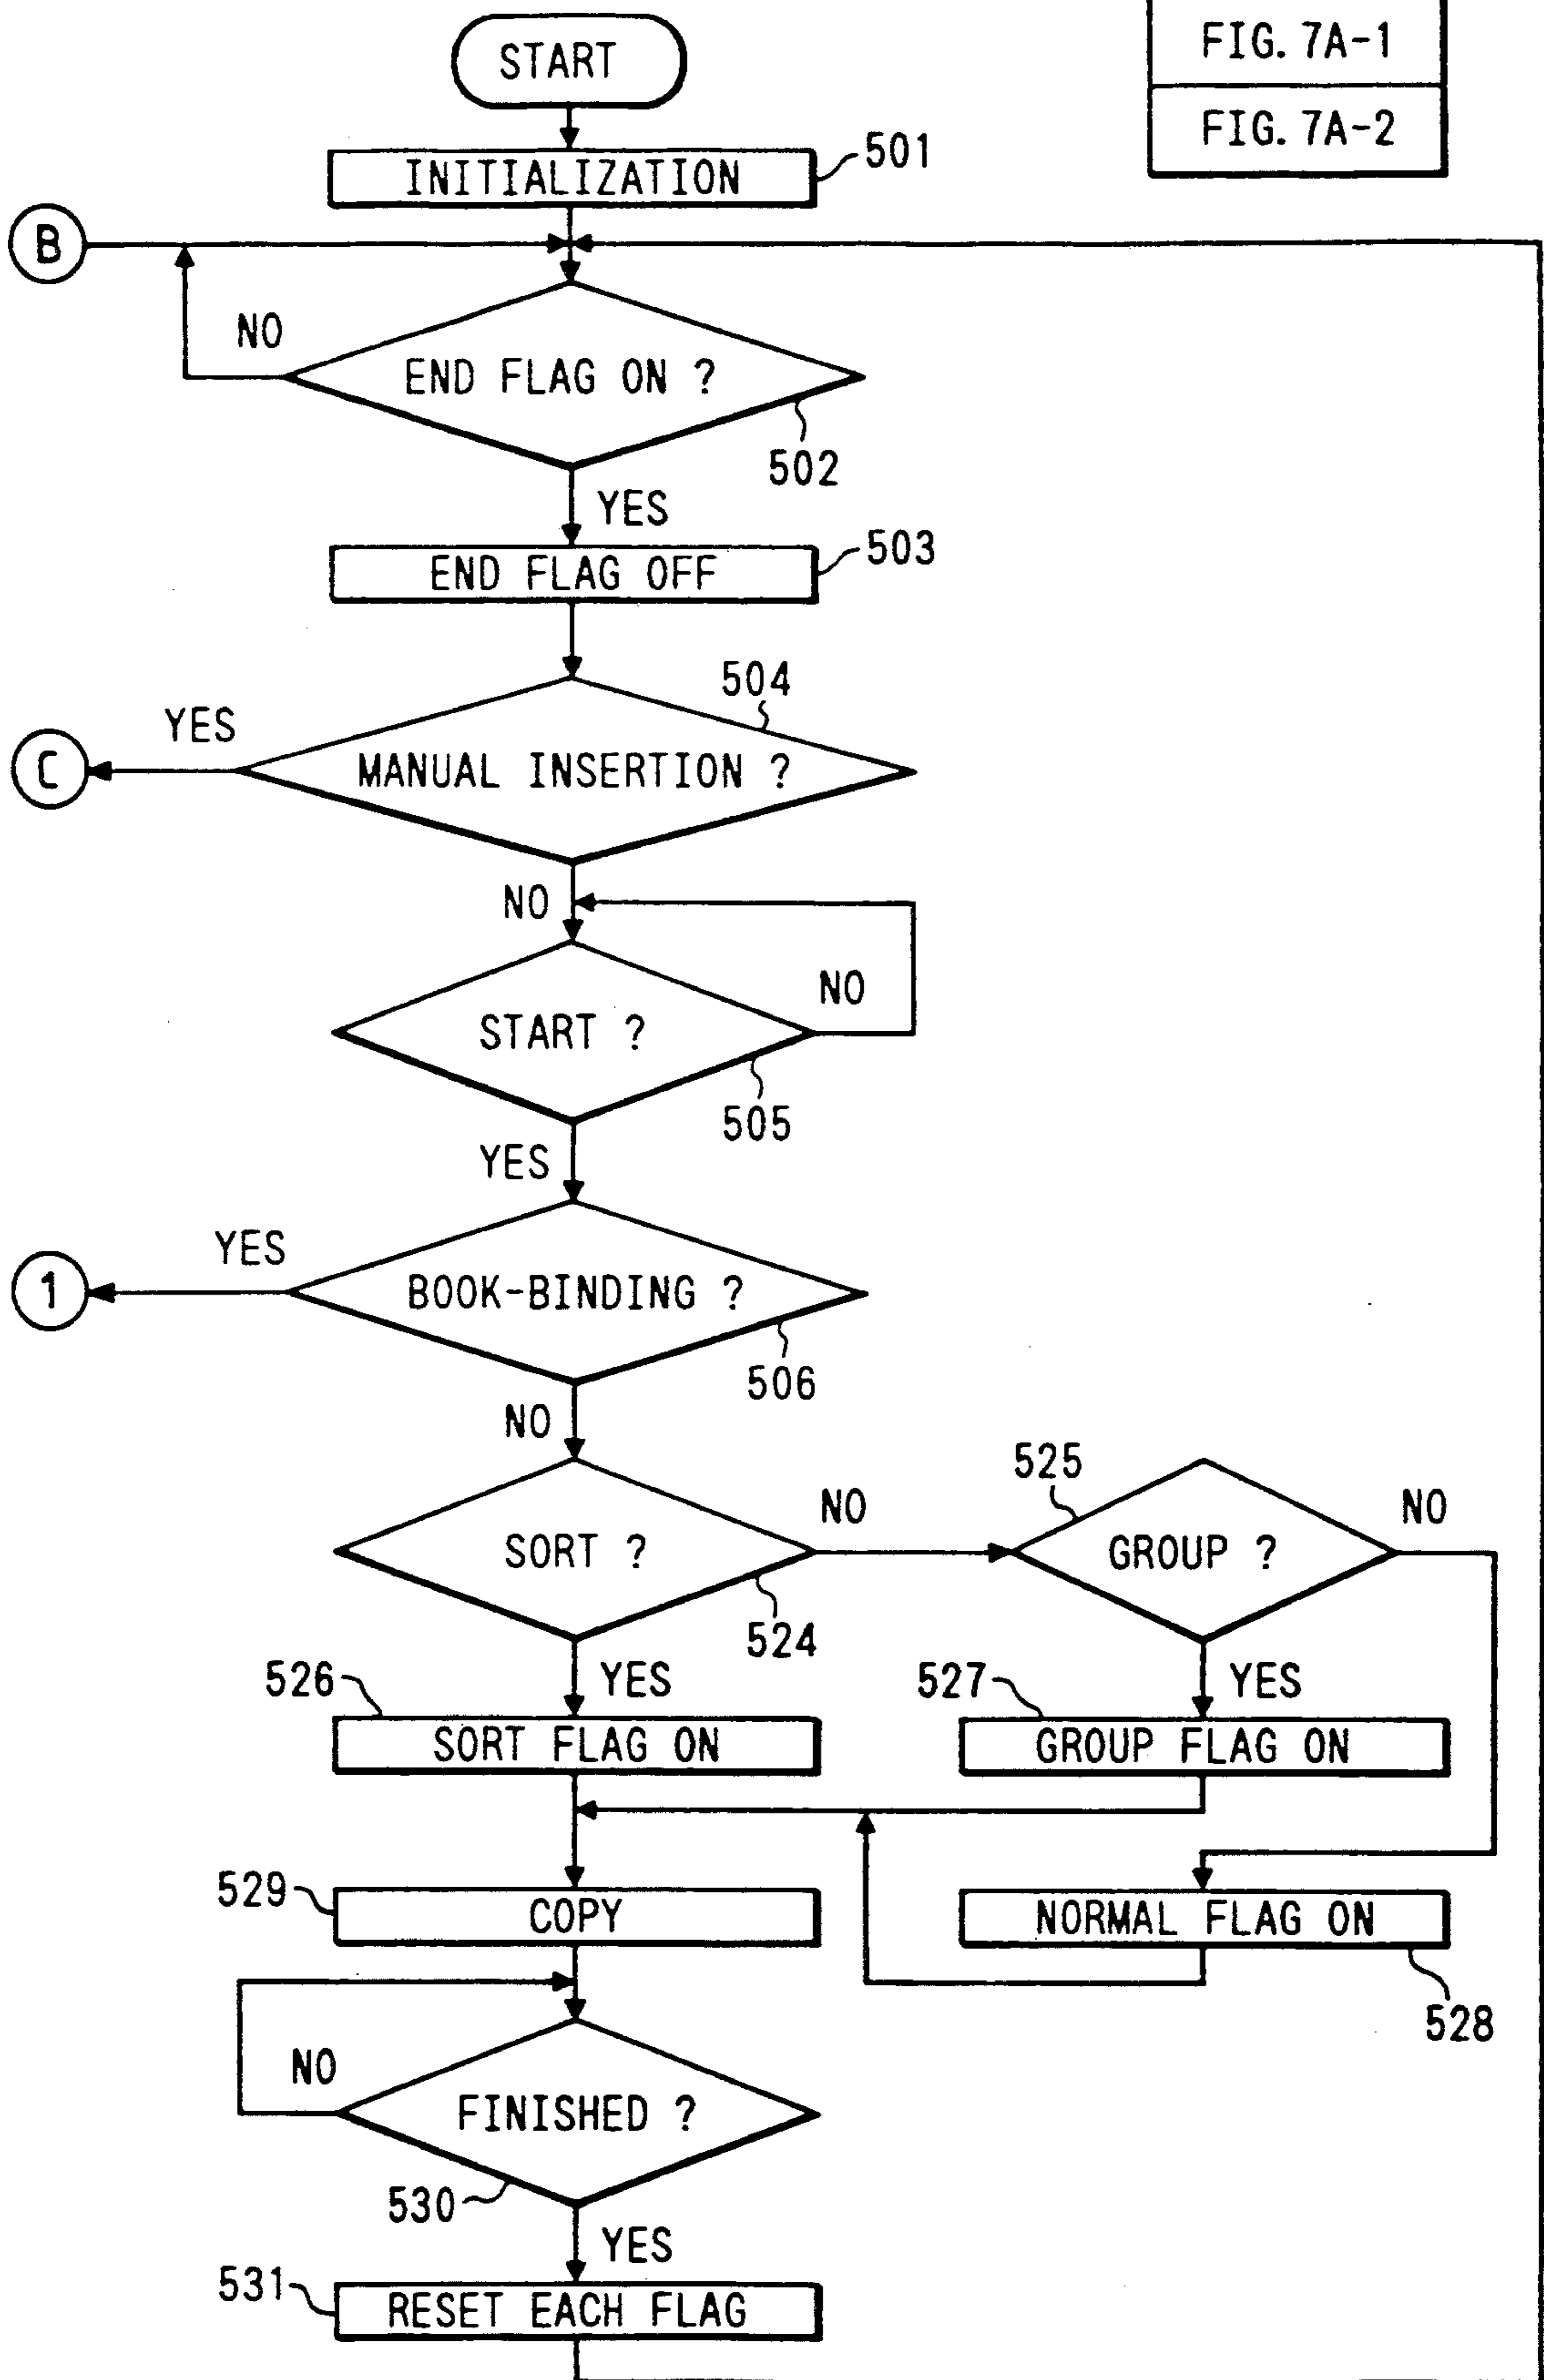 FIG. 7A-1
FIG. 7A-2
START
INITIALIZATION
501
B
NO
END FLAG ON ?
502
YES
END FLAG OFF
503
504
YES
C
MANUAL INSERTION ?
NO
NO
START ?
505
YES
YES
1
BOOK-BINDING ?
506
NO
525
NO
NO
SORT ?
GROUP ?
524
526
YES
527
YES
SORT FLAG ON
GROUP FLAG ON
529
COPY
NORMAL FLAG ON
528
NO
FINISHED ?
530
YES
531
RESET EACH FLAG